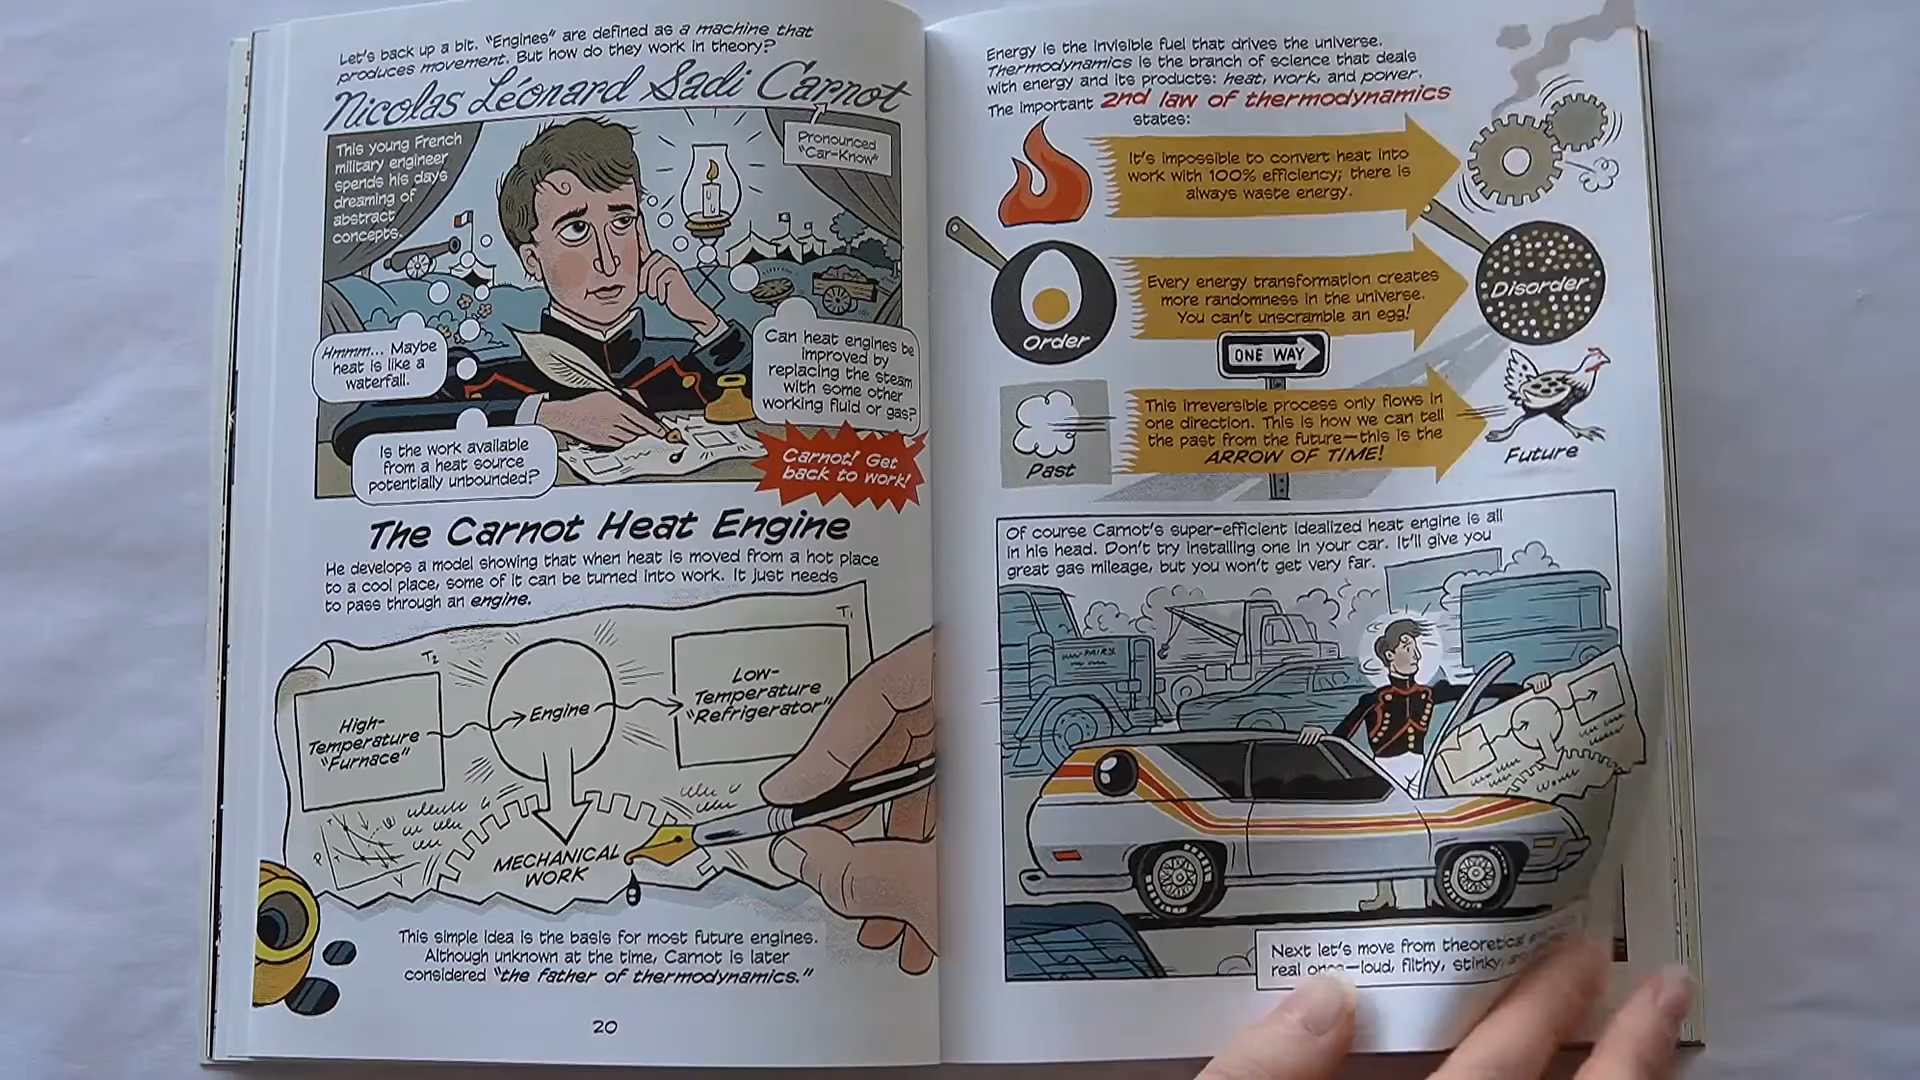 Let's back up a bit. "Engines" are defined as a machine that
produces movement. But how do they work in theory?
Nicolas Léonard Sadi Carnot
Pronounced
"Car-Know"
This young French
military engineer
spends his days
dreaming of
abstract
concepts.
Hmmm... Maybe
heat is like a
waterfall.
Can heat engines be
improved by
replacing the steam
with some other
working fluid or gas?
Is the work available
from a heat source
potentially unbounded?
Carnot! Get
back to work!
The Carnot Heat Engine
He develops a model showing that when heat is moved from a hot place
to a cool place, some of it can be turned into work. It just needs
to pass through an engine.
T2
T1
High-
Temperature
"Furnace"
Engine
Low-
Temperature
"Refrigerator"
MECHANICAL
WORK
P
This simple idea is the basis for most future engines.
Although unknown at the time, Carnot is later
considered "the father of thermodynamics."
20
Energy is the invisible fuel that drives the universe.
Thermodynamics is the branch of science that deals
with energy and its products: heat, work, and power.
The important 2nd law of thermodynamics
states:
It's impossible to convert heat into
work with 100% efficiency; there is
always waste energy.
Order
Every energy transformation creates
more randomness in the universe.
You can't unscramble an egg!
Disorder
ONE WAY
Past
This irreversible process only flows in
one direction. This is how we can tell
the past from the future—this is the
ARROW OF TIME!
Future
Of course Carnot's super-efficient idealized heat engine is all
in his head. Don't try installing one in your car. It'll give you
great gas mileage, but you won't get very far.
Next let's move from theoretical
real ones—loud, filthy, stinky,